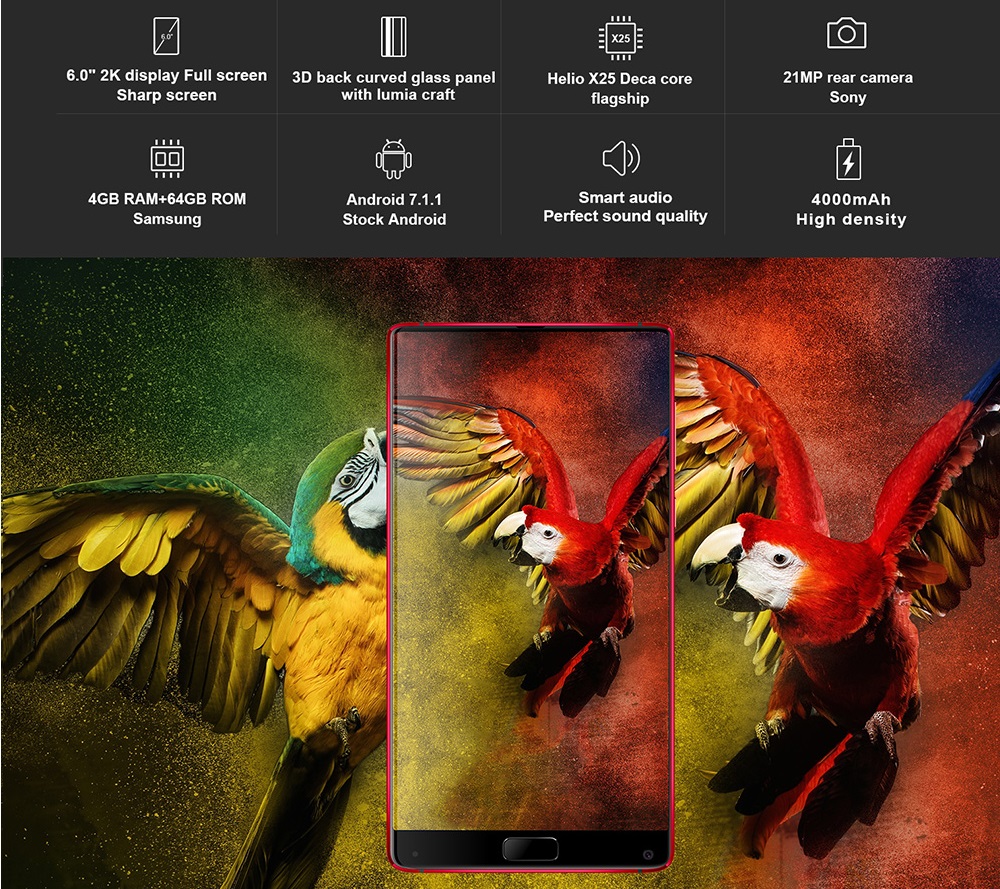 6.0"
6.0" 2K display Full screen
Sharp screen
3D back curved glass panel
with lumia craft
X25
Helio X25 Deca core
flagship
21MP rear camera
Sony
4GB RAM+64GB ROM
Samsung
Android 7.1.1
Stock Android
Smart audio
Perfect sound quality
4000mAh
High density